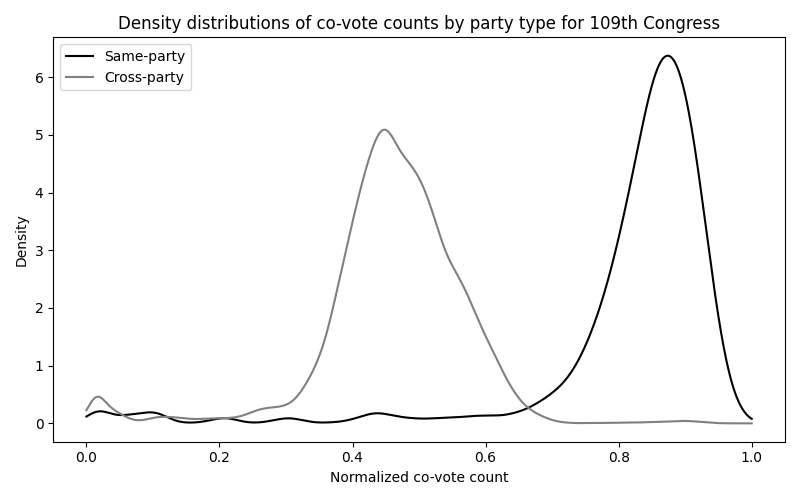 Density distributions of co-vote counts by party type for 109th Congress
Same-party
Cross-party
Density
6
5
4
3
2
1
0
0.0 0.2 0.4 0.6 0.8 1.0
Normalized co-vote count